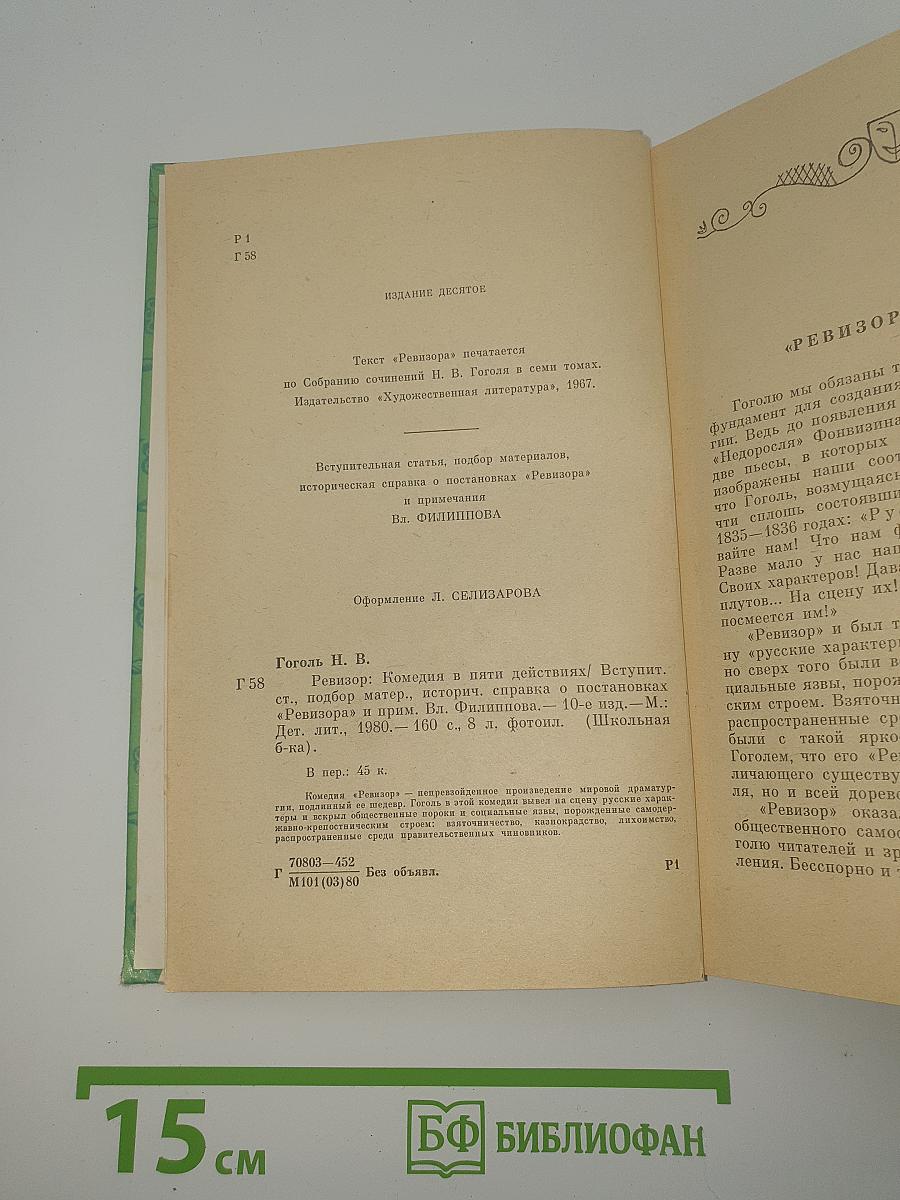 Р 1
Г 58
ИЗДАНИЕ ДЕСЯТОЕ
Текст «Ревизора» печатается
по Собранию сочинений Н. В. Гоголя в семи томах.
Издательство «Художественная литература», 1967.
Вступительная статья, подбор материалов,
историческая справка о постановках «Ревизора»
и примечания
Вл. ФИЛИППОВА
Оформление Л. СЕЛИЗАРОВА
Гоголь Н. В.
Г 58 Ревизор: Комедия в пяти действиях/ Вступит.
ст., подбор матер., историч. справка о постановках
«Ревизора» и прим. Вл. Филиппова.— 10-е изд.—М.:
Дет. лит., 1980.— 160 с., 8 л. фотоил. (Школьная
б-ка).
В пер.: 45 к.
Комедия «Ревизор» — непревзойденное произведение мировой драматур-
гии, подлинный ее шедевр. Гоголь в этой комедии вывел на сцену русские харак-
теры и вскрыл общественные пороки и социальные язвы, порожденные самодер-
жавно-крепостническим строем: взяточничество, казнокрадство, лихоимство,
распространенные среди правительственных чиновников.
Г 70803—452
М101(03)80 Без объявл.
Р1
«РЕВИЗОР
Гоголю мы обязаны т
фундамент для создания
гии. Ведь до появления
«Недоросля» Фонвизина
две пьесы, в которых
изображены наши соот
что Гоголь, возмущаясь
чти сплошь состоявши
1835—1836 годах: «Ру
вайте нам! Что нам ф
Разве мало у нас наш
Своих характеров! Дава
плутов... На сцену их!
посмеется им!»
«Ревизор» и был т
ну «русские характер
но сверх того были в
циальные язвы, порож
ским строем. Взяточн
распространенные сре
были с такой ярко
Гоголем, что его «Рев
личающего существу
ля, но и всей дорево
«Ревизор» оказал
общественного самос
голю читателей и зр
ления. Бесспорно и т
15 см
БФ БИБЛИОФАН